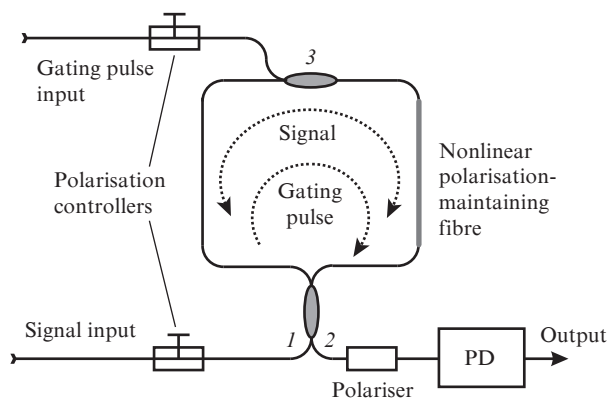 3
Gating pulse
input
Signal
Gating
pulse
Nonlinear
polarisation-
maintaining
fibre
Polarisation
controllers
Signal input
1
2
Polariser
PD
Output